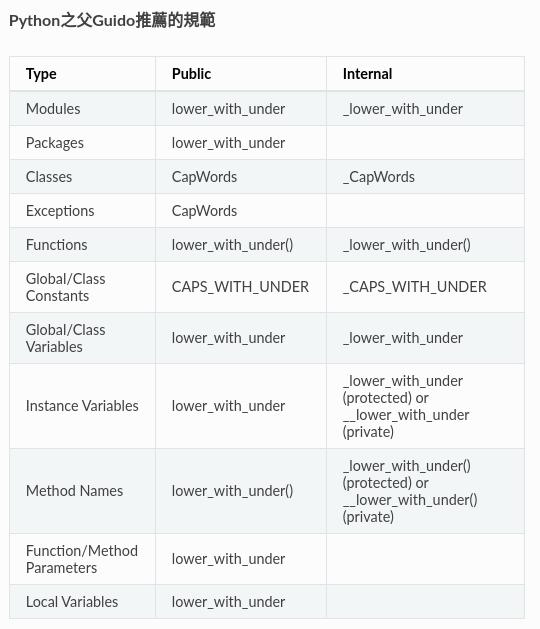 Python之父Guido推薦的規範
Type Public Internal
Modules lower_with_under _lower_with_under
Packages lower_with_under
Classes CapWords _CapWords
Exceptions CapWords
Functions lower_with_under() _lower_with_under()
Global/Class
Constants CAPS_WITH_UNDER _CAPS_WITH_UNDER
Global/Class
Variables lower_with_under _lower_with_under
Instance Variables lower_with_under _lower_with_under
(protected) or
__lower_with_under
(private)
Method Names lower_with_under() _lower_with_under()
(protected) or
__lower_with_under()
(private)
Function/Method
Parameters lower_with_under
Local Variables lower_with_under